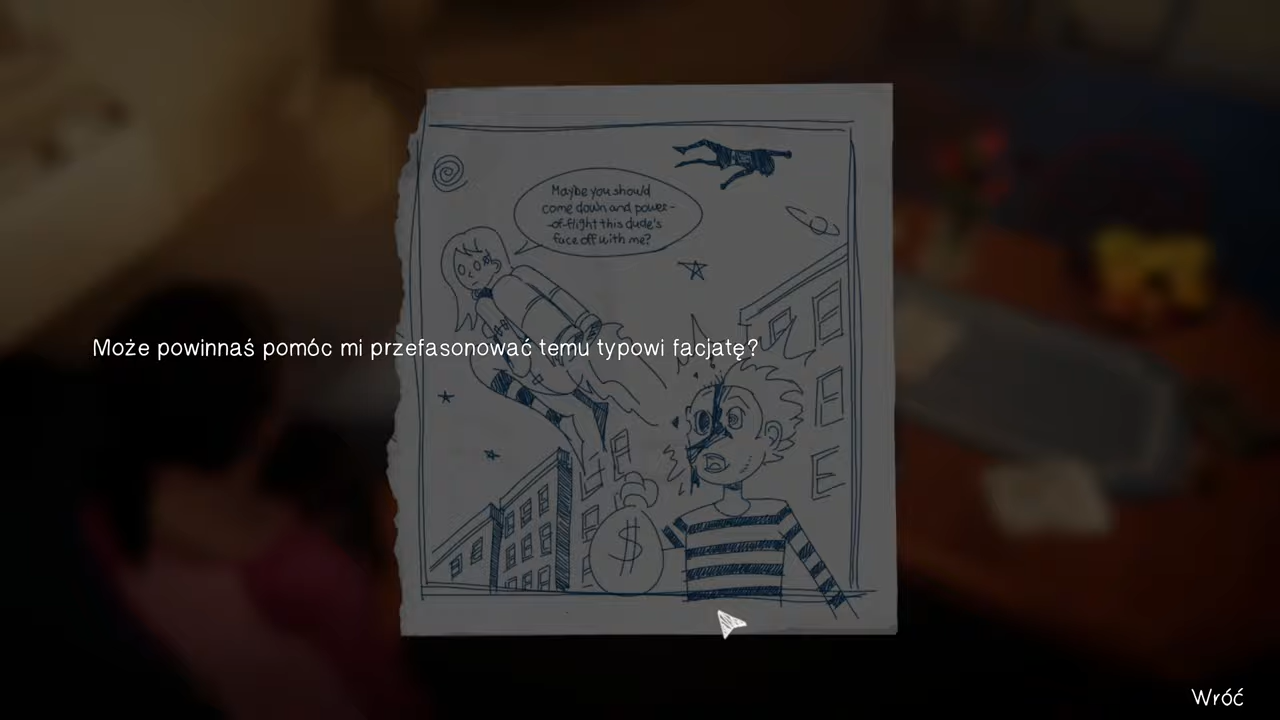 Maybe you should
come down and power-
-of-flight this dude's
face off with me?
Może powinnaś pomóc mi przefasonować temu typowi facjatę?
$
Wróć